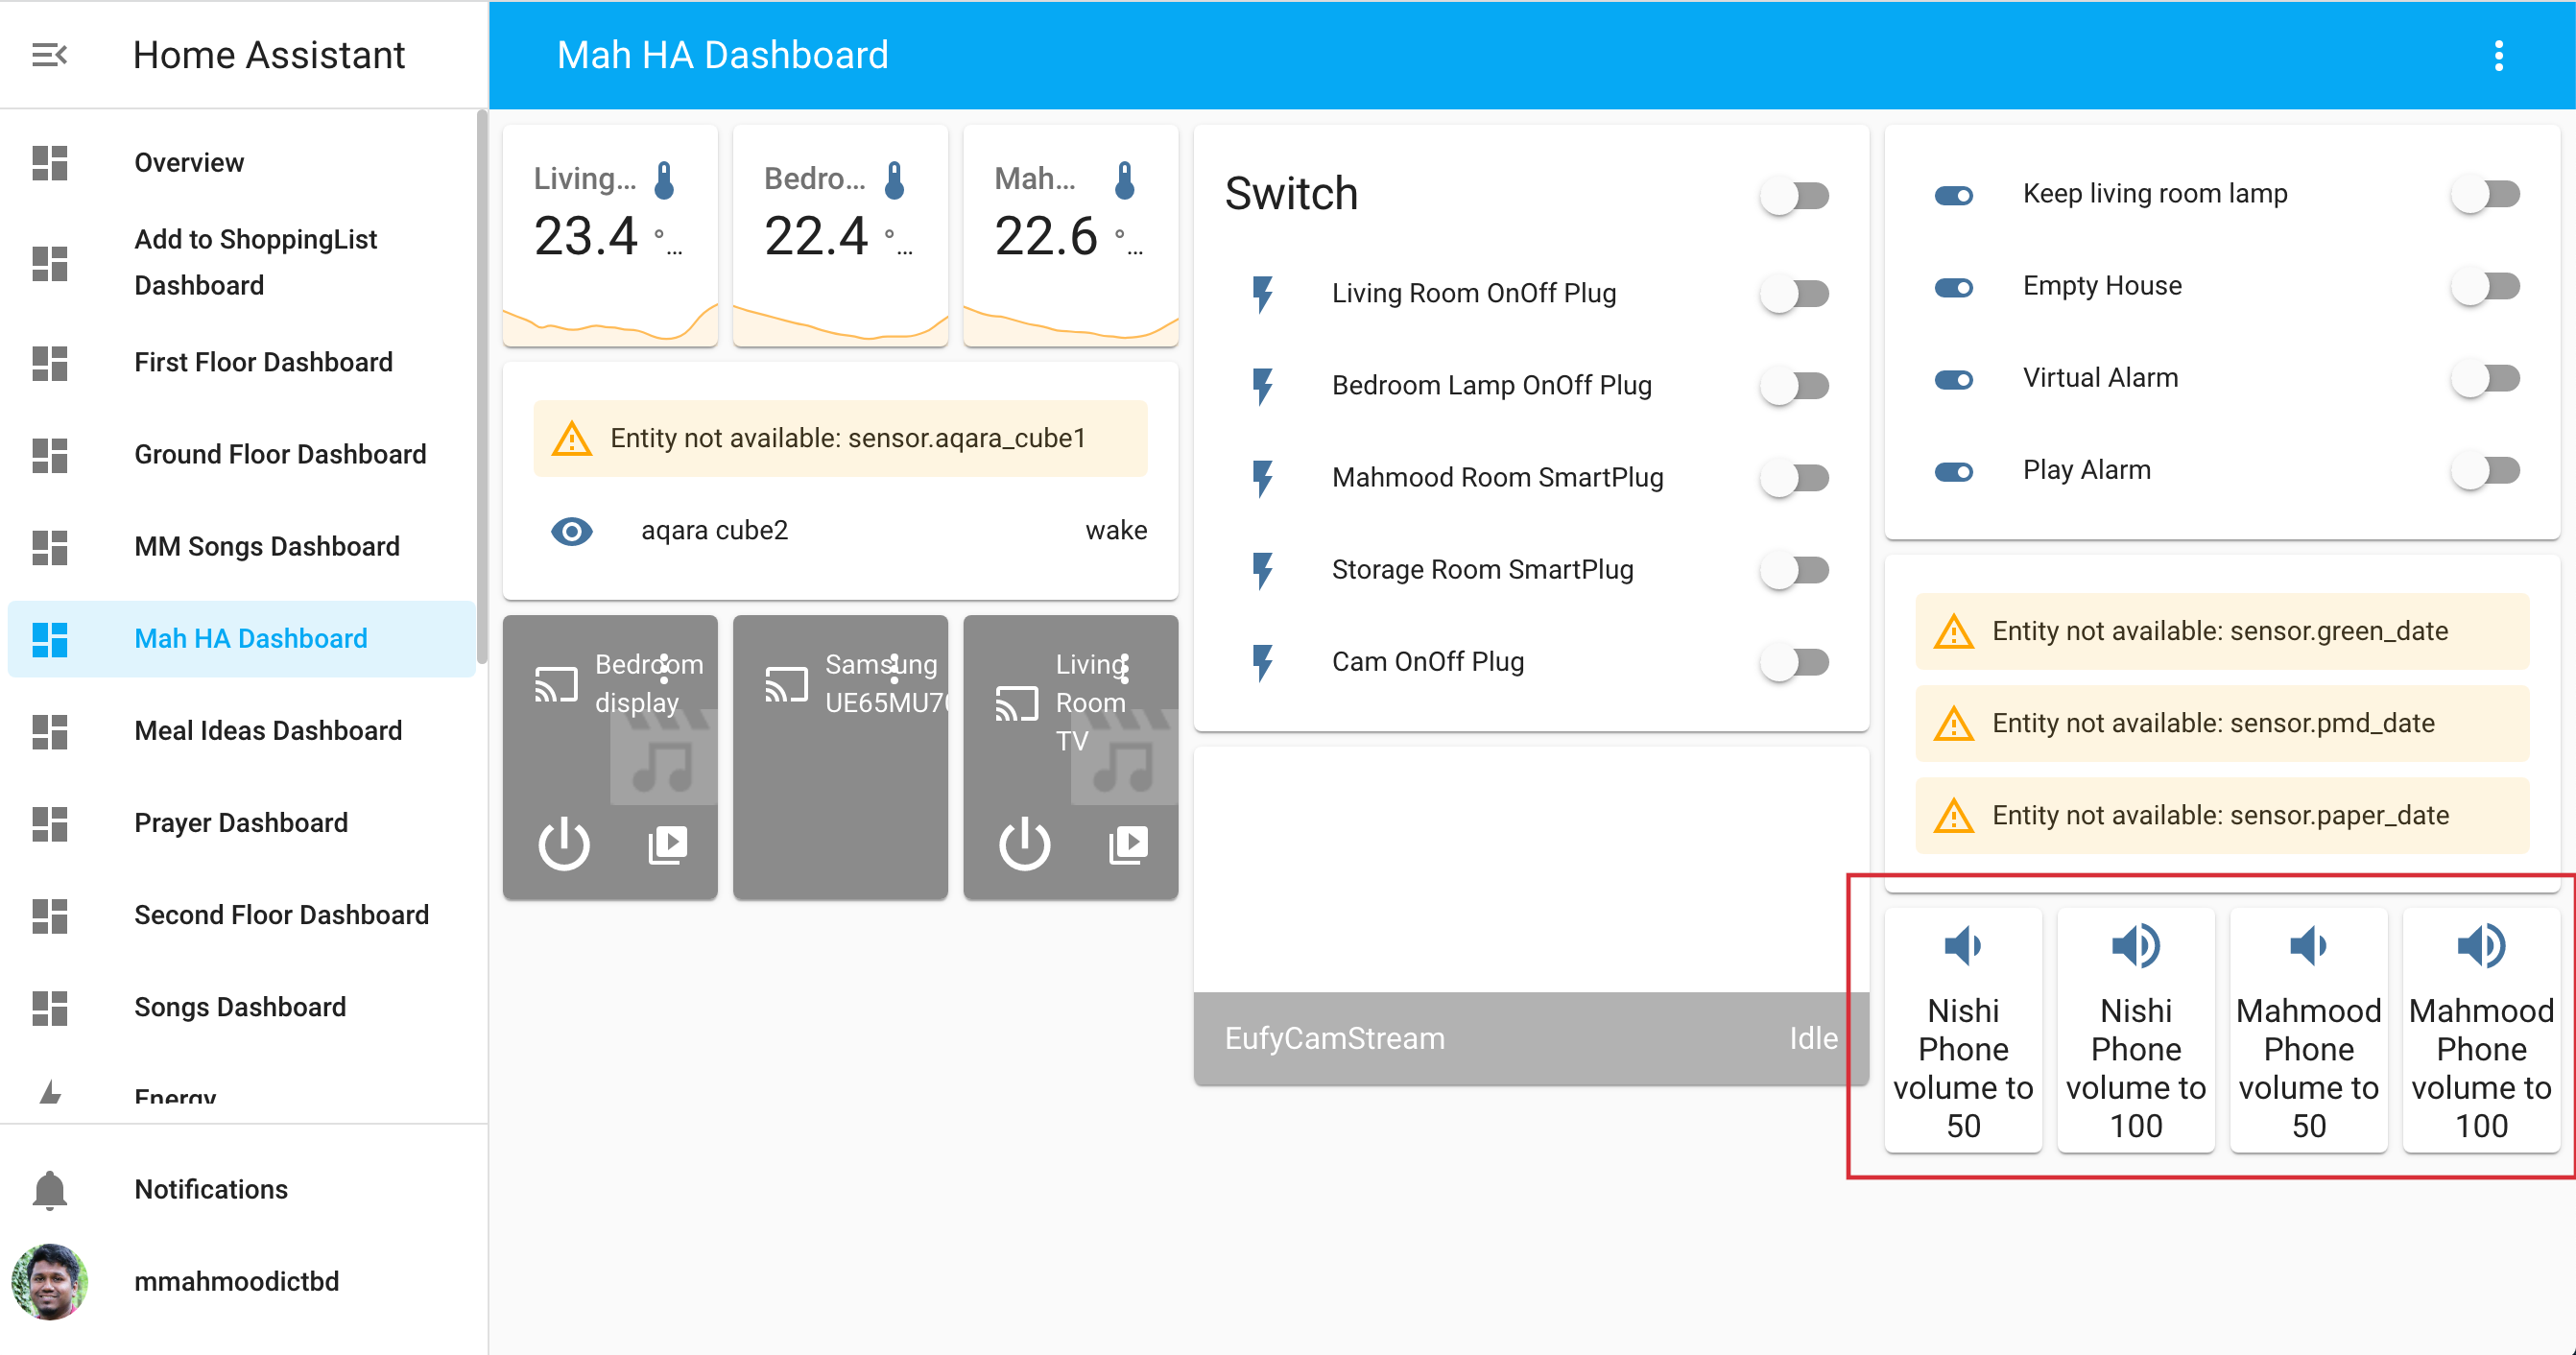 Home Assistant
Overview
Add to ShoppingList
Dashboard
First Floor Dashboard
Ground Floor Dashboard
MM Songs Dashboard
Mah HA Dashboard
Meal Ideas Dashboard
Prayer Dashboard
Second Floor Dashboard
Songs Dashboard
Energy
Notifications
mmahmoodictbd
Mah HA Dashboard
Living...
23.4 °...
Bedro...
22.4 °...
Mah...
22.6 °...
Entity not available: sensor.aqara_cube1
aqara cube2 wake
Bedroom
display
Samsung
UE65MU70
Living
Room
TV
Switch
Living Room OnOff Plug
Bedroom Lamp OnOff Plug
Mahmood Room SmartPlug
Storage Room SmartPlug
Cam OnOff Plug
EufyCamStream Idle
Keep living room lamp
Empty House
Virtual Alarm
Play Alarm
Entity not available: sensor.green_date
Entity not available: sensor.pmd_date
Entity not available: sensor.paper_date
Nishi
Phone
volume to
50
Nishi
Phone
volume to
100
Mahmood
Phone
volume to
50
Mahmood
Phone
volume to
100